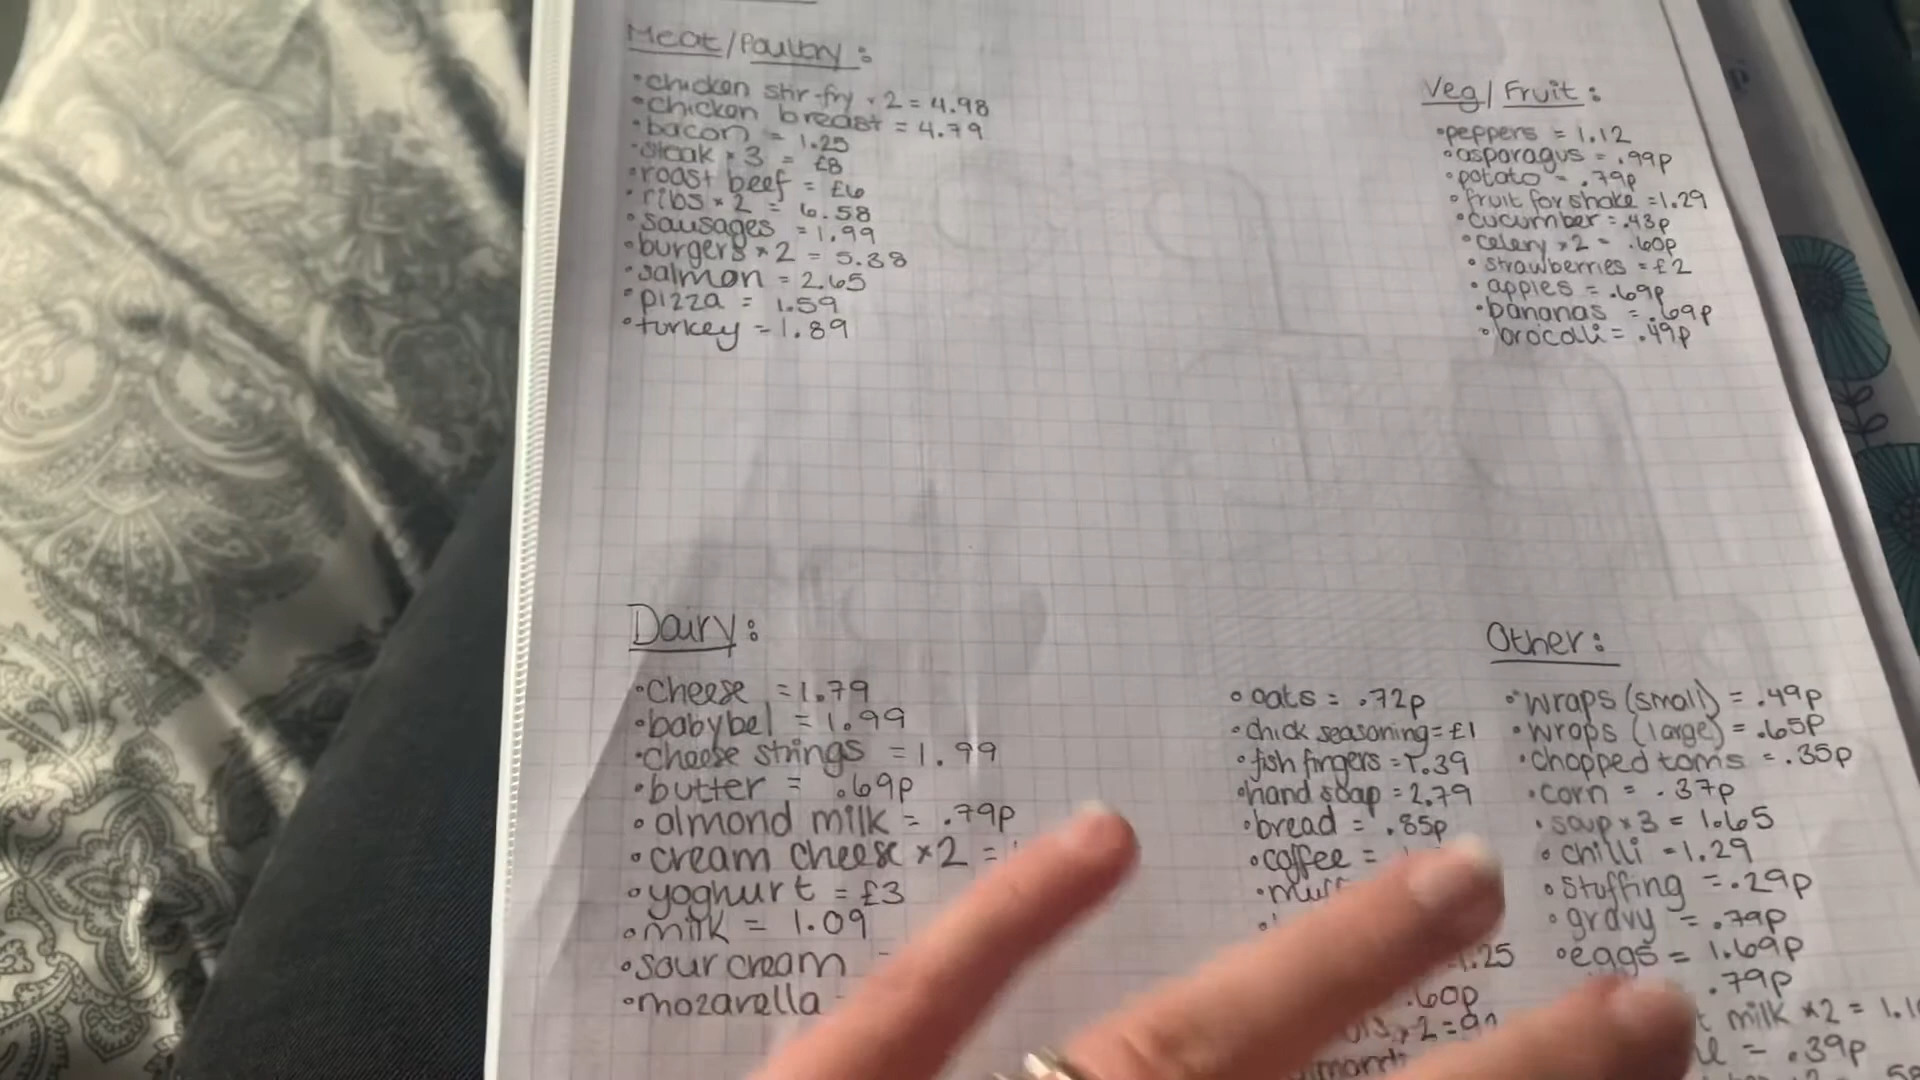 Meat/Poultry:
•chicken stir-fry × 2 = 4.98
•chicken breast = 4.79
•bacon = 1.25
•steak × 3 = £8
•roast beef = £6
•ribs × 2 = 6.58
•sausages = 1.99
•burgers × 2 = 5.38
•salmon = 2.65
•pizza = 1.59
•turkey = 1.89
Veg/Fruit:
•peppers = 1.12
•asparagus = .99p
•potato = .79p
•fruit for shake = 1.29
•cucumber = .43p
•celery × 2 = .60p
•strawberries = £2
•apples = .69p
•bananas = .69p
•brocolli = .49p
Dairy:
•cheese = 1.79
•babybel = 1.99
•cheese strings = 1.99
•butter = .69p
•almond milk = .79p
•cream cheese ×2 =
•yoghurt = £3
•milk = 1.09
•sour cream
•mozarella
Other:
•oats = .72p
•chick seasoning = £1
•fish fingers = 1.39
•hand soap = 2.79
•bread = .85p
•coffee =
.60p
•wraps (small) = .49p
•wraps (large) = .65p
•chopped toms = .35p
•corn = .37p
•soup × 3 = 1.65
•chilli = 1.29
•stuffing = .29p
•gravy = .79p
•eggs = 1.69p
.79p
milk ×2 =
= .39p